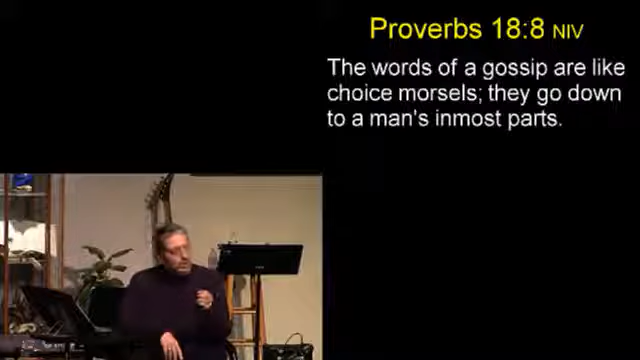 Proverbs 18:8 NIV
The words of a gossip are like
choice morsels; they go down
to a man's inmost parts.